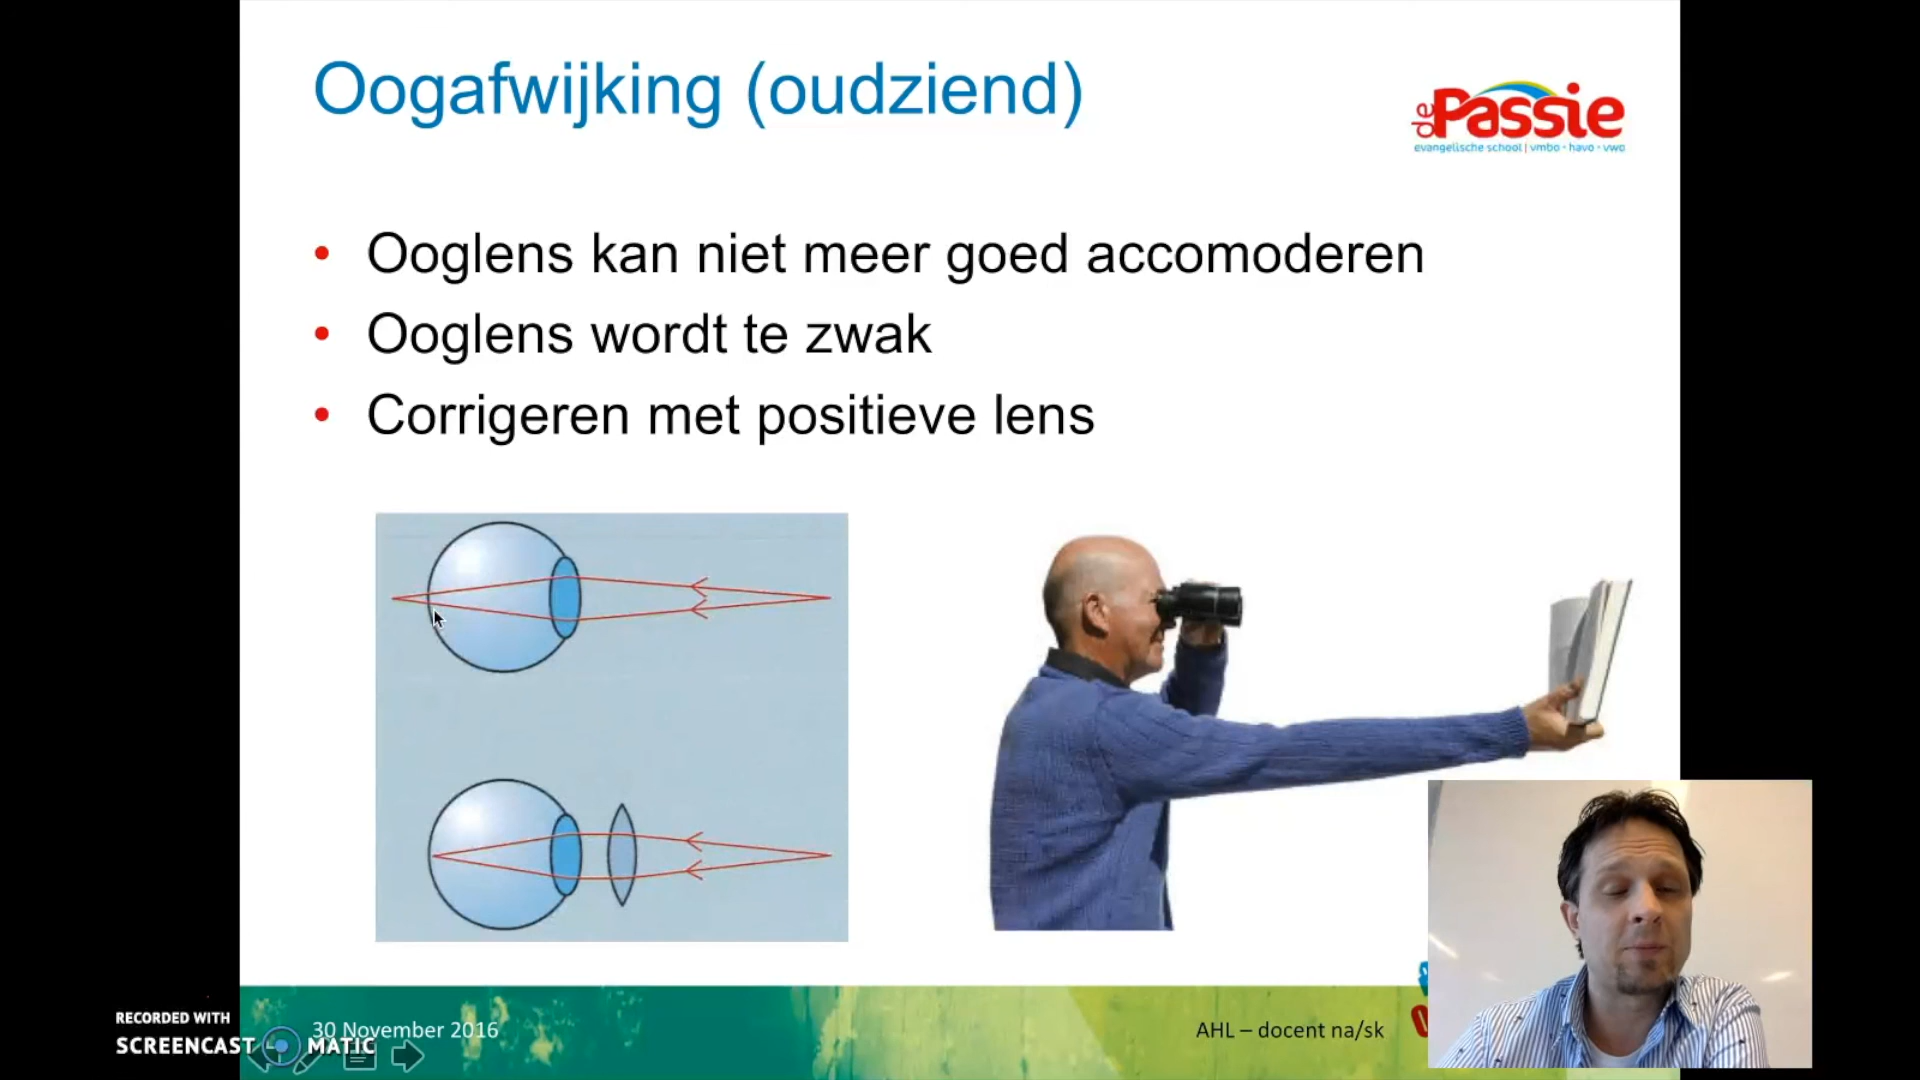 Oogafwijking (oudziend)
de Passie
evangelische school | vmbo - havo - vwo
• Ooglens kan niet meer goed accomoderen
• Ooglens wordt te zwak
• Corrigeren met positieve lens
RECORDED WITH
SCREENCAST MATIC
30 November 2016
AHL – docent na/sk